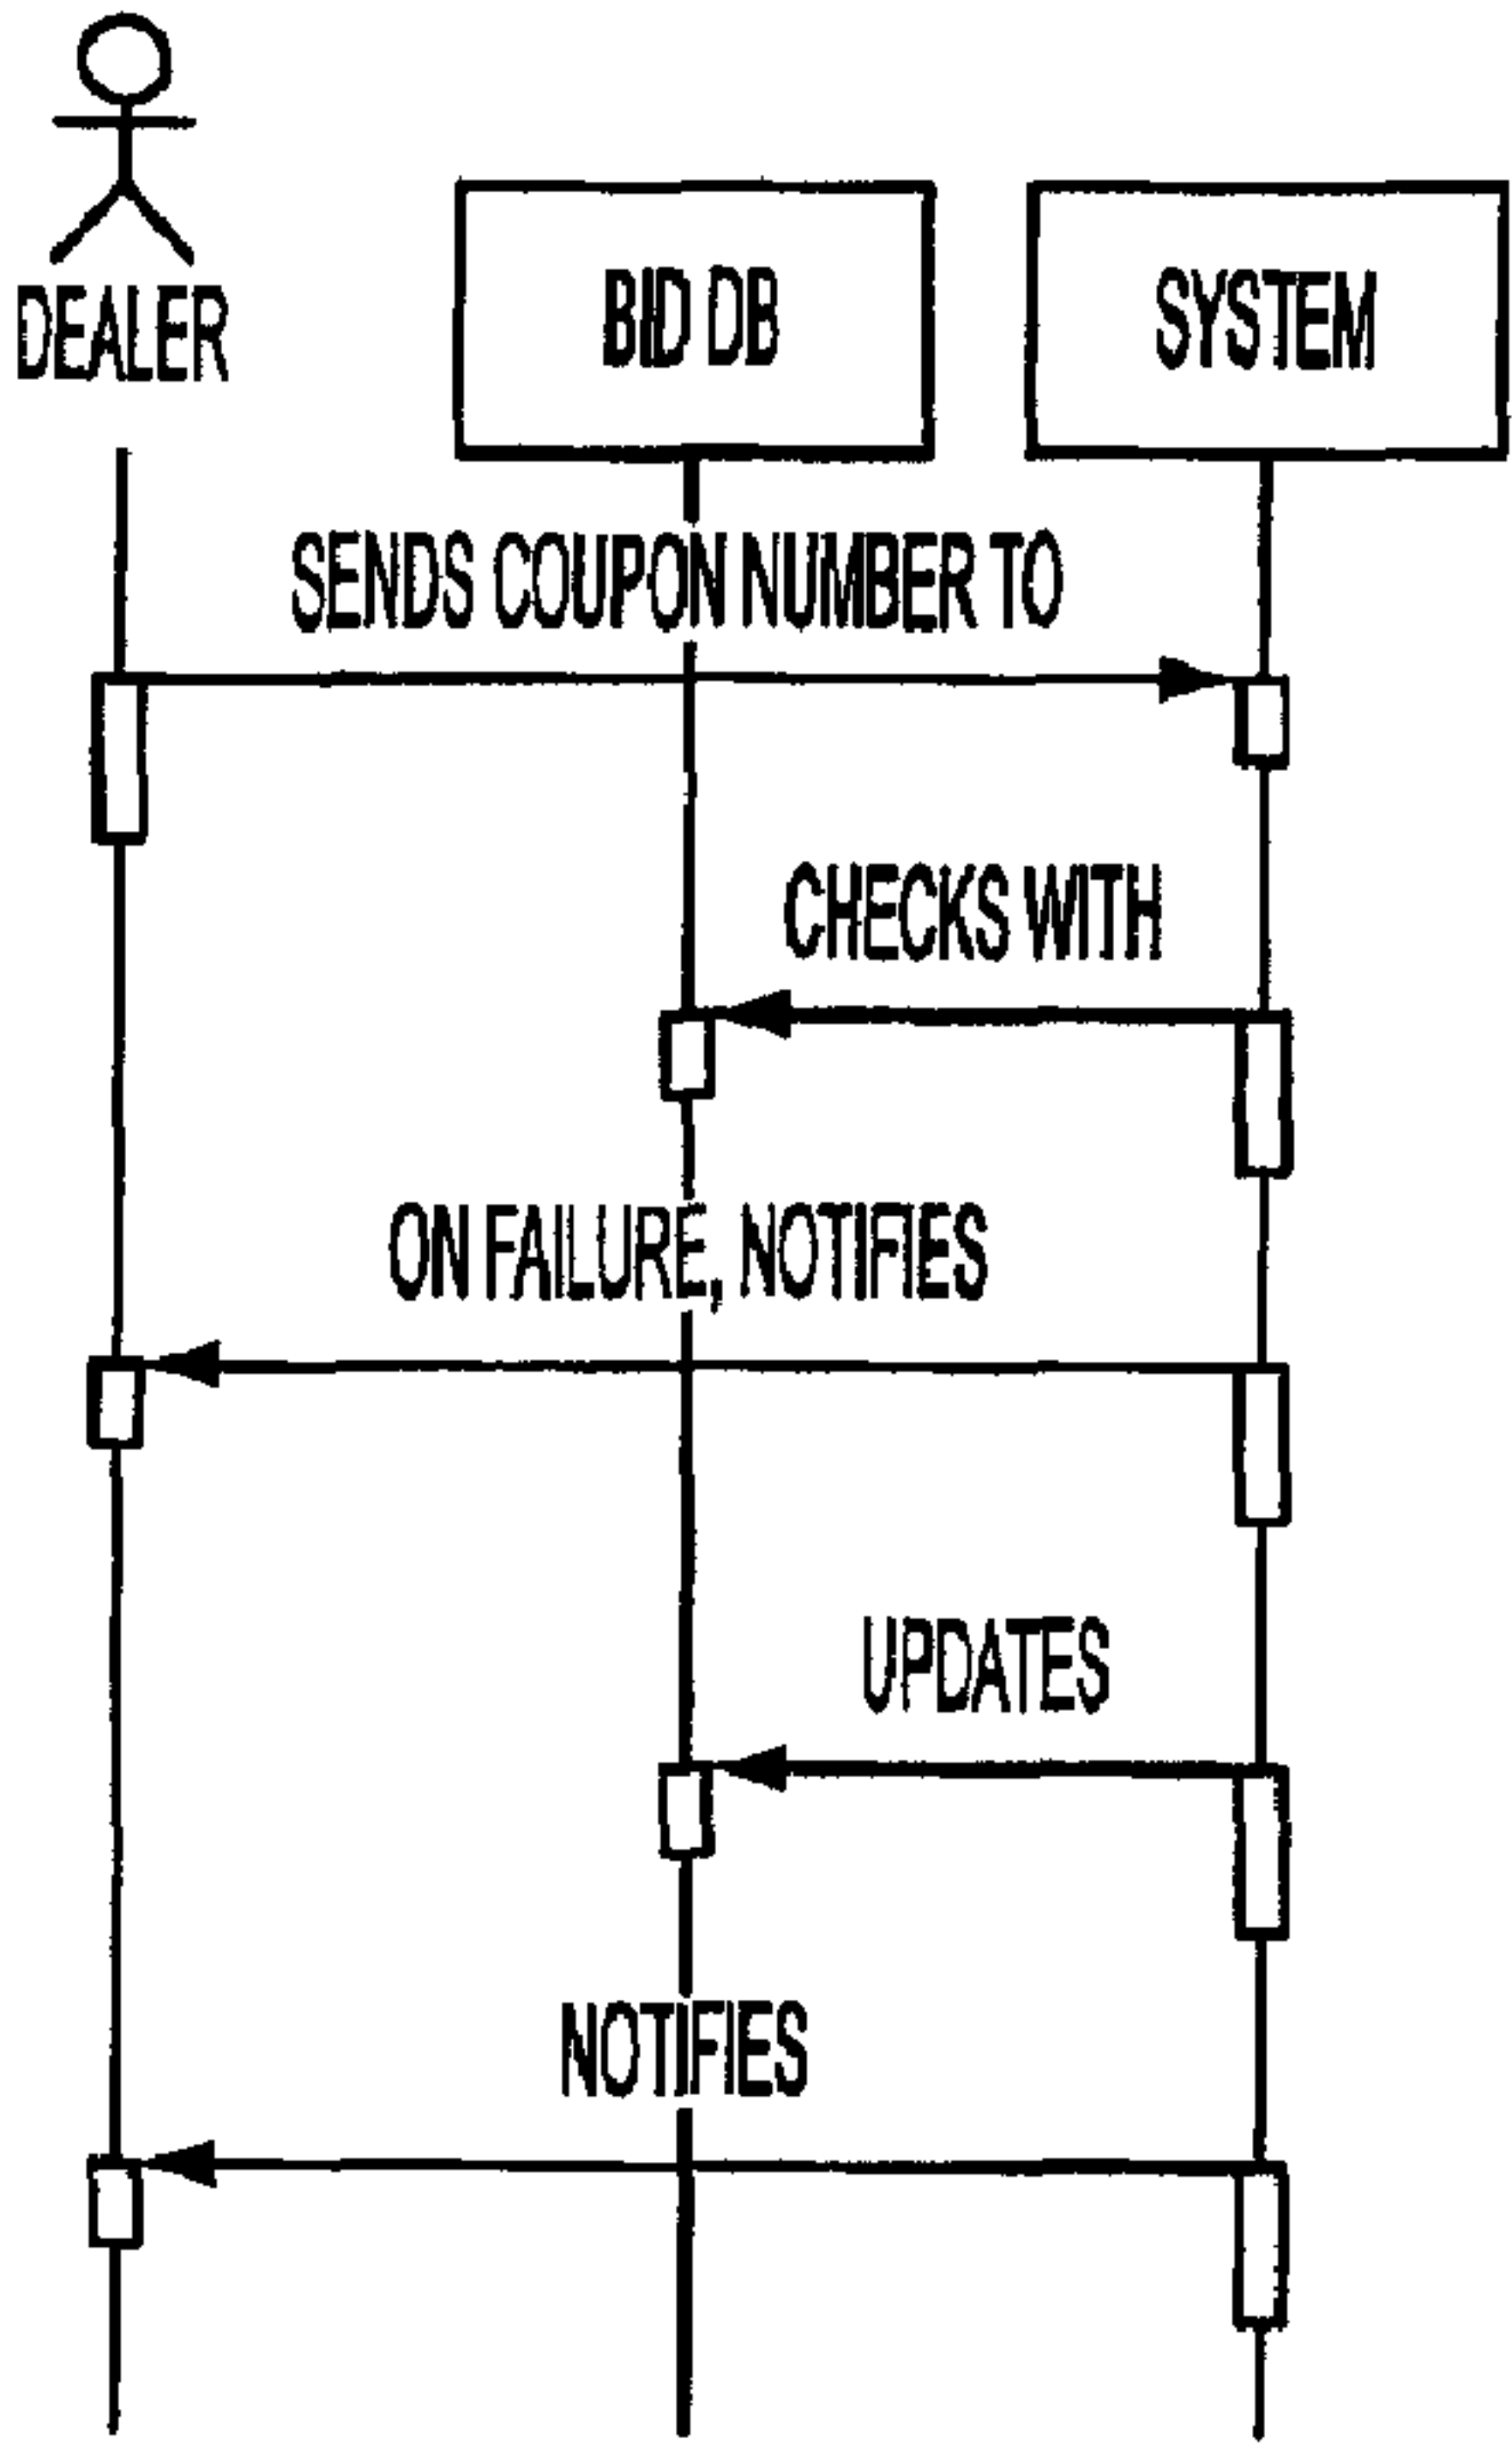 DEALER
BID DB
SYSTEM
SENDS COUPON NUMBER TO
CHECKS WITH
ON FAILURE, NOTIFIES
UPDATES
NOTIFIES